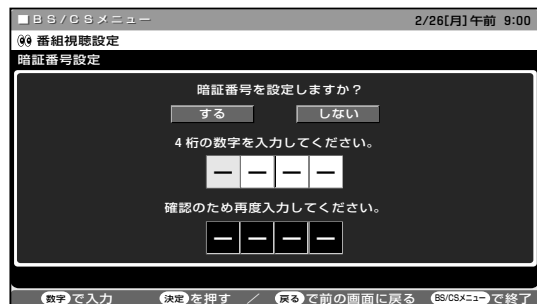 ■BS/CSメニュー 2/26[月]午前 9:00
番組視聴設定
暗証番号設定
暗証番号を設定しますか？
する しない
4桁の数字を入力してください。
－ － － －
確認のため再度入力してください。
－ － － －
数字で入力 決定を押す ／ 戻るで前の画面に戻る BS/CSメニューで終了